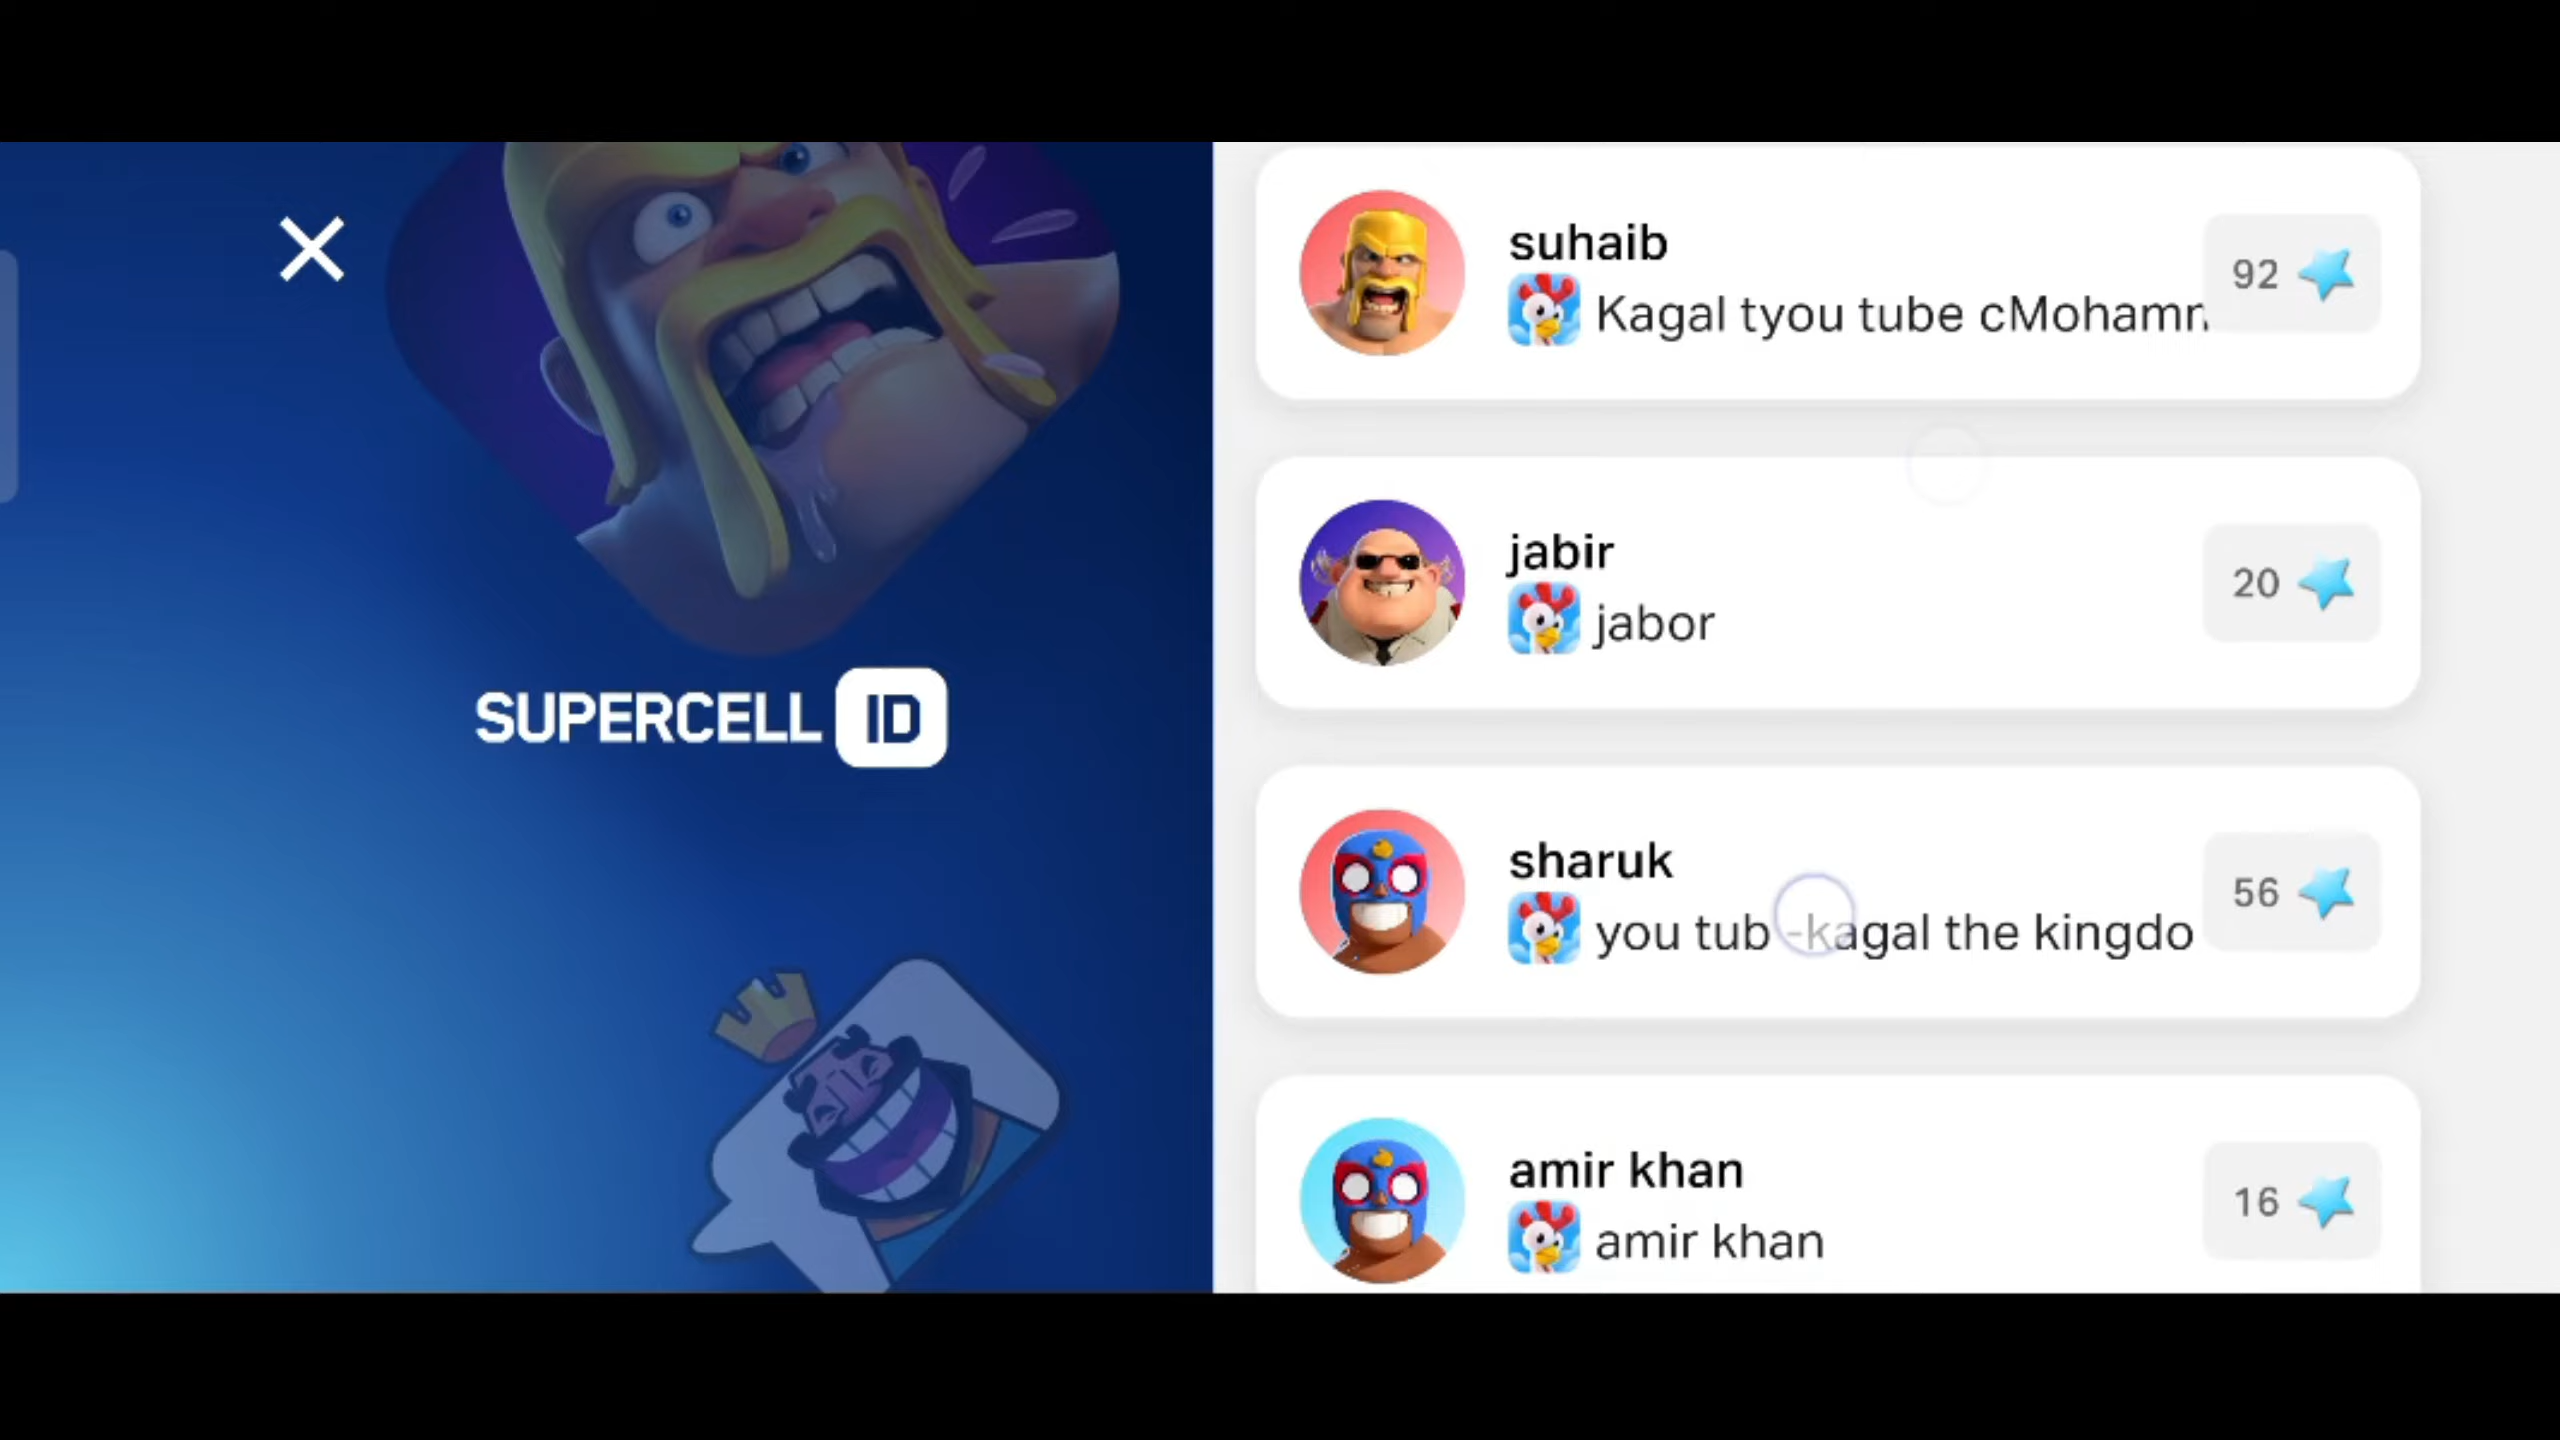 SUPERCELL ID
suhaib
Kagal tyou tube cMohamm
92
jabir
jabor
20
sharuk
you tub -kagal the kingdo
56
amir khan
amir khan
16